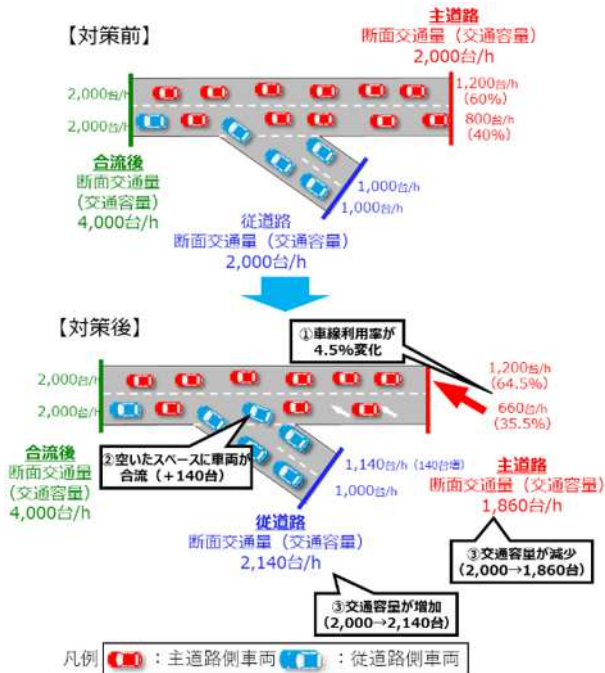 【対策前】
主道路
断面交通量（交通容量）
2,000台/h
2,000台/h
2,000台/h
1,200台/h
（60%）
800台/h
（40%）
合流後
断面交通量
（交通容量）
4,000台/h
1,000台/h
1,000台/h
従道路
断面交通量（交通容量）
2,000台/h
【対策後】
①車線利用率が
4.5%変化
2,000台/h
2,000台/h
1,200台/h
（64.5%）
660台/h
（35.5%）
合流後
断面交通量
（交通容量）
4,000台/h
②空いたスペースに車両が
合流（＋140台）
1,140台/h（140台増）
1,000台/h
主道路
断面交通量（交通容量）
1,860台/h
従道路
断面交通量（交通容量）
2,140台/h
③交通容量が減少
（2,000→1,860台）
③交通容量が増加
（2,000→2,140台）
凡例 ：主道路側車両 ：従道路側車両